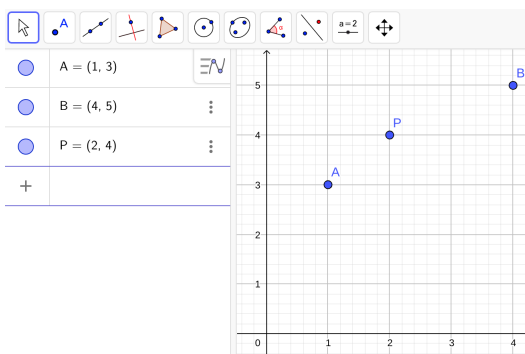 A
α
a = 2
A = (1, 3)
B = (4, 5)
P = (2, 4)
+
B
5
P
4
A
3
2
1
0 1 2 3 4